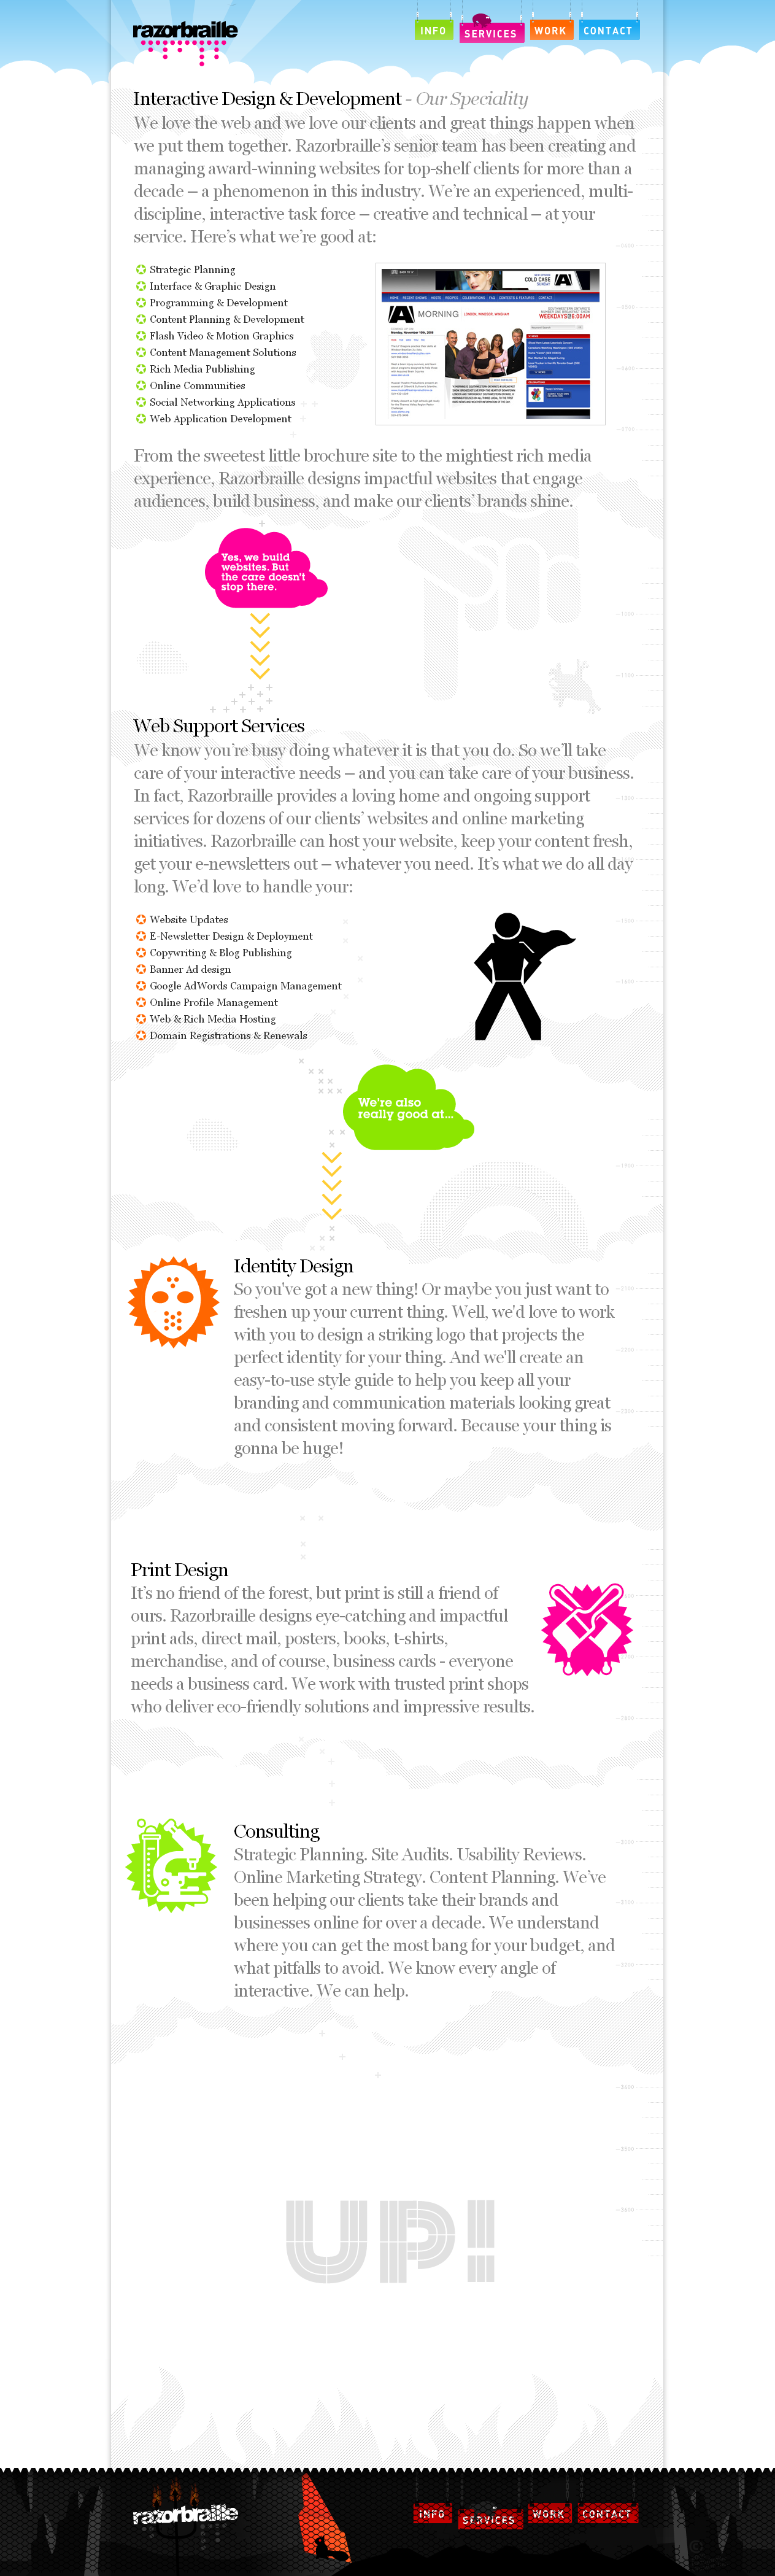 razorbraille
INFO
SERVICES
WORK
CONTACT
Interactive Design & Development - Our Speciality
We love the web and we love our clients and great things happen when
we put them together. Razorbraille’s senior team has been creating and
managing award-winning websites for top-shelf clients for more than a
decade – a phenomenon in this industry. We’re an experienced, multi-
discipline, interactive task force – creative and technical – at your
service. Here’s what we’re good at:
Strategic Planning
Interface & Graphic Design
Programming & Development
Content Planning & Development
Flash Video & Motion Graphics
Content Management Solutions
Rich Media Publishing
Online Communities
Social Networking Applications
Web Application Development
COLD CASE
MORNING
WEEKDAYS 10:00AM
From the sweetest little brochure site to the mightiest rich media
experience, Razorbraille designs impactful websites that engage
audiences, build business, and make our clients’ brands shine.
Yes, we build
websites. But
the care doesn't
stop there.
Web Support Services
We know you’re busy doing whatever it is that you do. So we’ll take
care of your interactive needs – and you can take care of your business.
In fact, Razorbraille provides a loving home and ongoing support
services for dozens of our clients’ websites and online marketing
initiatives. Razorbraille can host your website, keep your content fresh,
get your e-newsletters out – whatever you need. It’s what we do all day
long. We’d love to handle your:
Website Updates
E-Newsletter Design & Deployment
Copywriting & Blog Publishing
Banner Ad design
Google AdWords Campaign Management
Online Profile Management
Web & Rich Media Hosting
Domain Registrations & Renewals
We're also
really good at...
Identity Design
So you've got a new thing! Or maybe you just want to
freshen up your current thing. Well, we'd love to work
with you to design a striking logo that projects the
perfect identity for your thing. And we'll create an
easy-to-use style guide to help you keep all your
branding and communication materials looking great
and consistent moving forward. Because your thing is
gonna be huge!
Print Design
It’s no friend of the forest, but print is still a friend of
ours. Razorbraille designs eye-catching and impactful
print ads, direct mail, posters, books, t-shirts,
merchandise, and of course, business cards - everyone
needs a business card. We work with trusted print shops
who deliver eco-friendly solutions and impressive results.
Consulting
Strategic Planning. Site Audits. Usability Reviews.
Online Marketing Strategy. Content Planning. We’ve
been helping our clients take their brands and
businesses online for over a decade. We understand
where you can get the most bang for your budget, and
what pitfalls to avoid. We know every angle of
interactive. We can help.
UP!
razorbraille
INFO
SERVICES
WORK
CONTACT